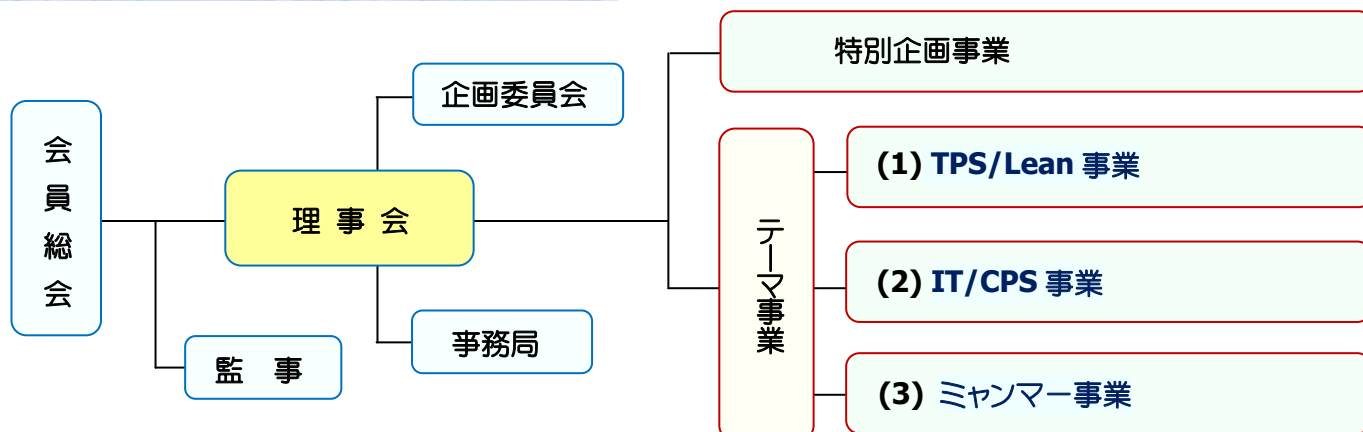 会員総会
監 事
理 事 会
企画委員会
事務局
特別企画事業
テーマ事業
(1) TPS/Lean 事業
(2) IT/CPS 事業
(3) ミャンマー事業